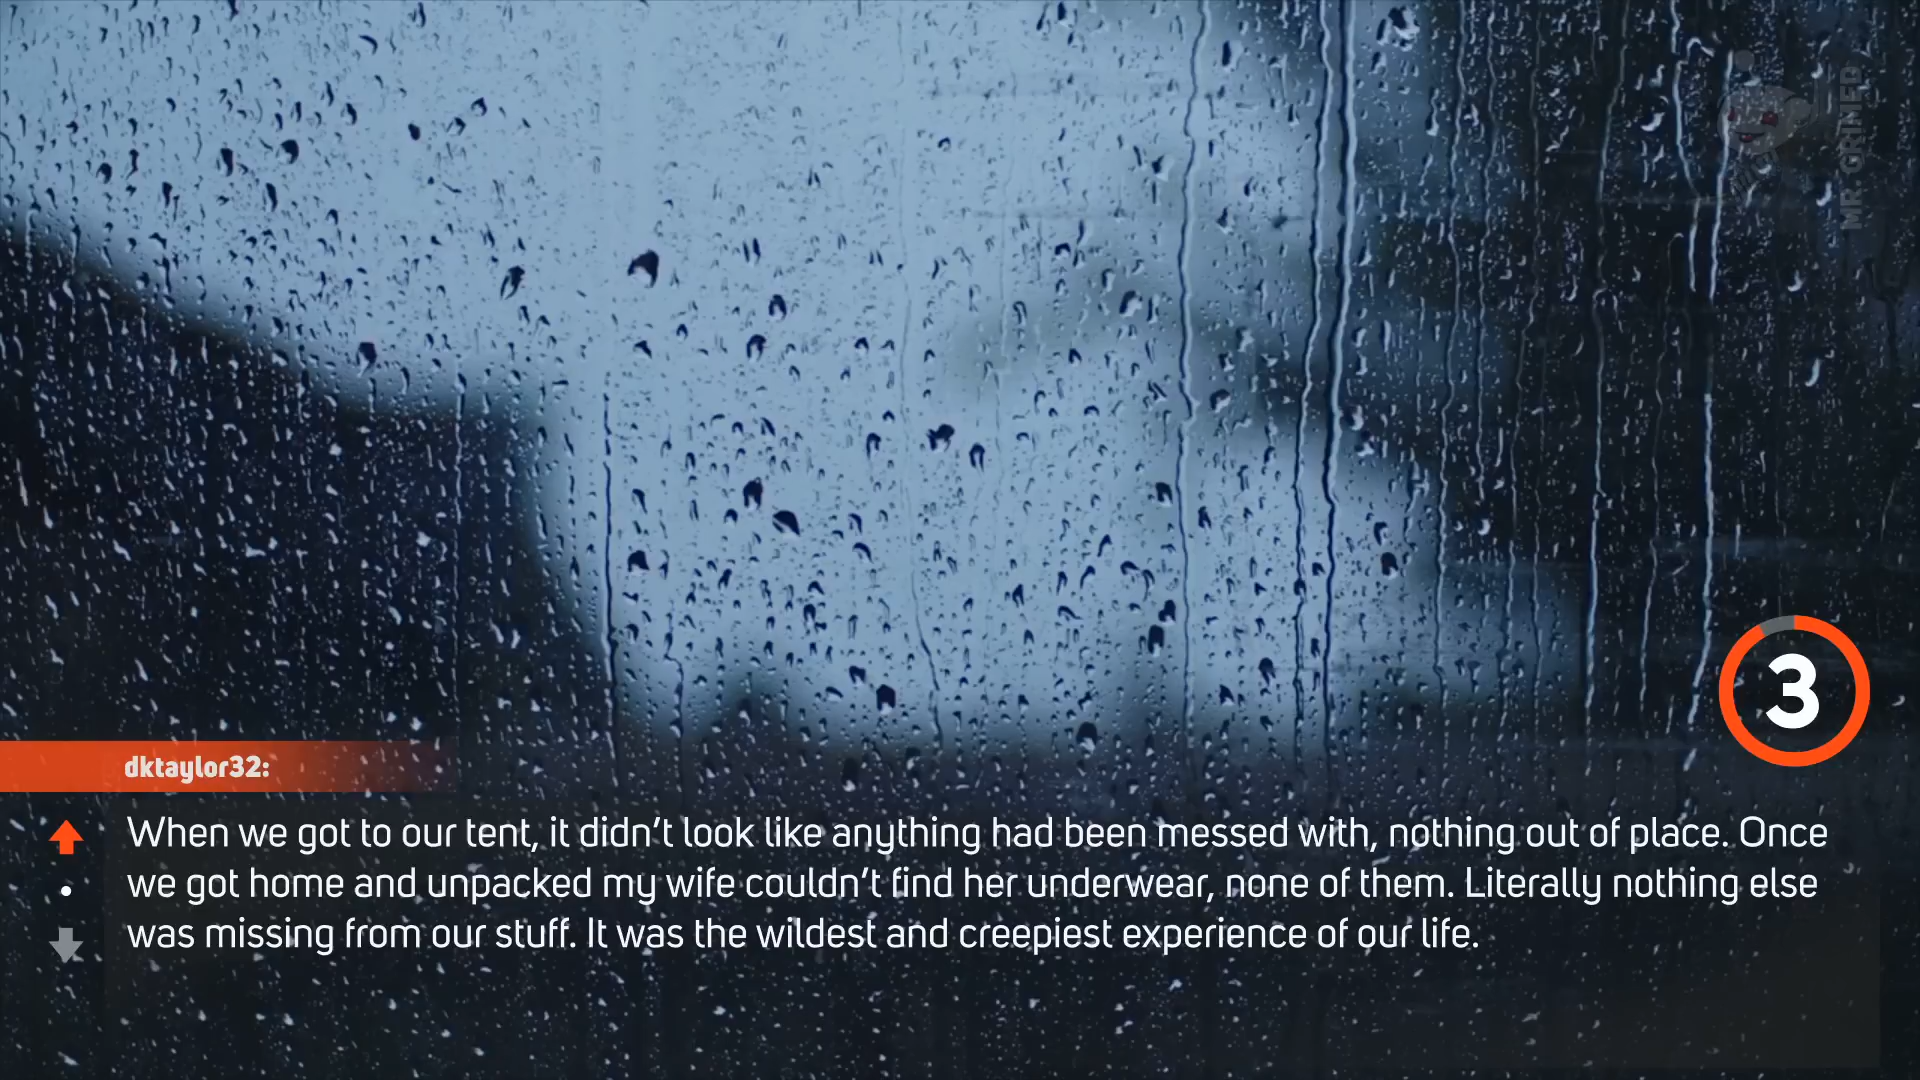 MR. GRINED
3
dktaylor32:
When we got to our tent, it didn't look like anything had been messed with, nothing out of place. Once
we got home and unpacked my wife couldn't find her underwear, none of them. Literally nothing else
was missing from our stuff. It was the wildest and creepiest experience of our life.